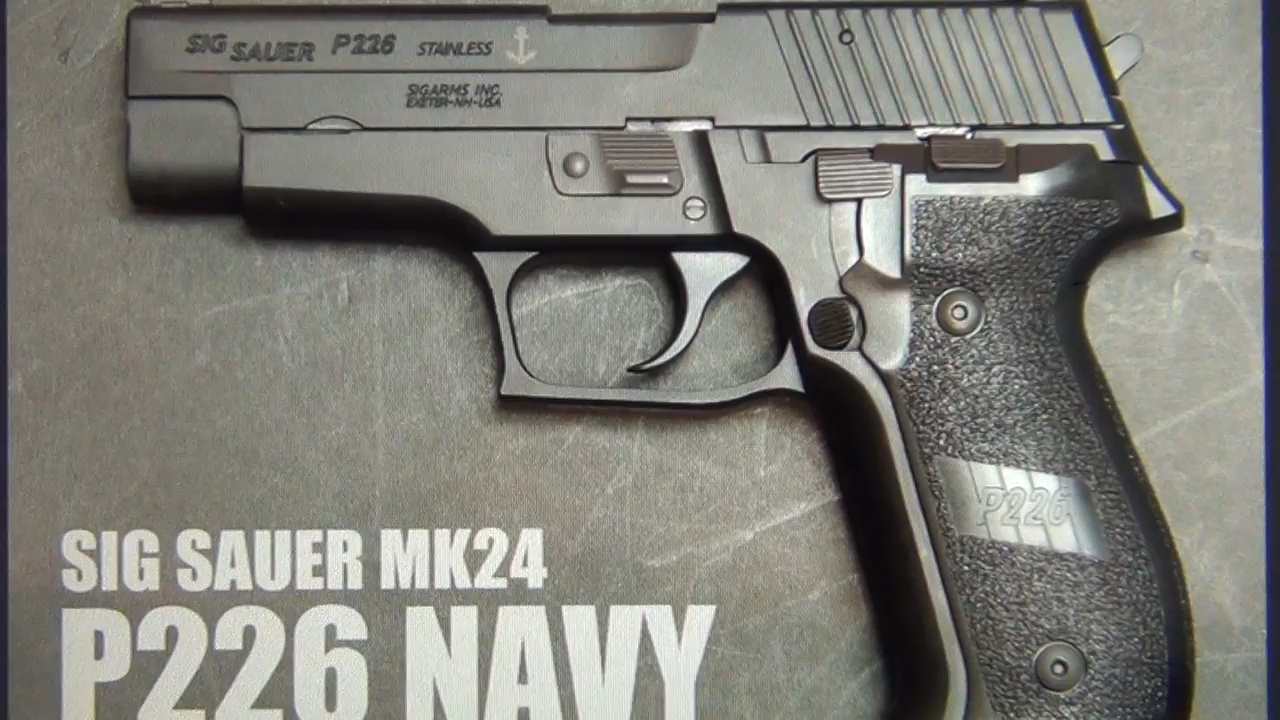 SIG SAUER P226 STAINLESS
SIGARMS INC.
EXETER-NH-USA
P226
SIG SAUER MK24
P226 NAVY